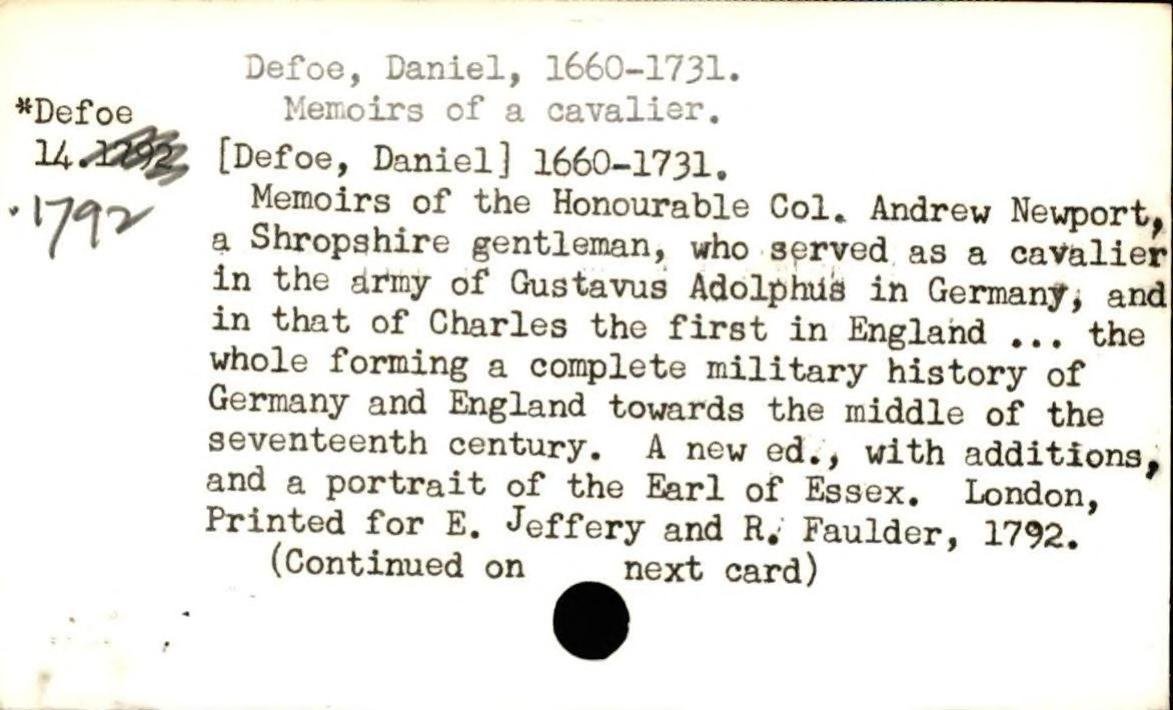 Defoe, Daniel, 1660-1731.
Memoirs of a cavalier.
*Defoe
14.1792
.1792
[Defoe, Daniel] 1660-1731.
Memoirs of the Honourable Col. Andrew Newport,
a Shropshire gentleman, who served as a cavalier
in the army of Gustavus Adolphus in Germany, and
in that of Charles the first in England ... the
whole forming a complete military history of
Germany and England towards the middle of the
seventeenth century. A new ed., with additions,
and a portrait of the Earl of Essex. London,
Printed for E. Jeffery and R. Faulder, 1792.
(Continued on next card)